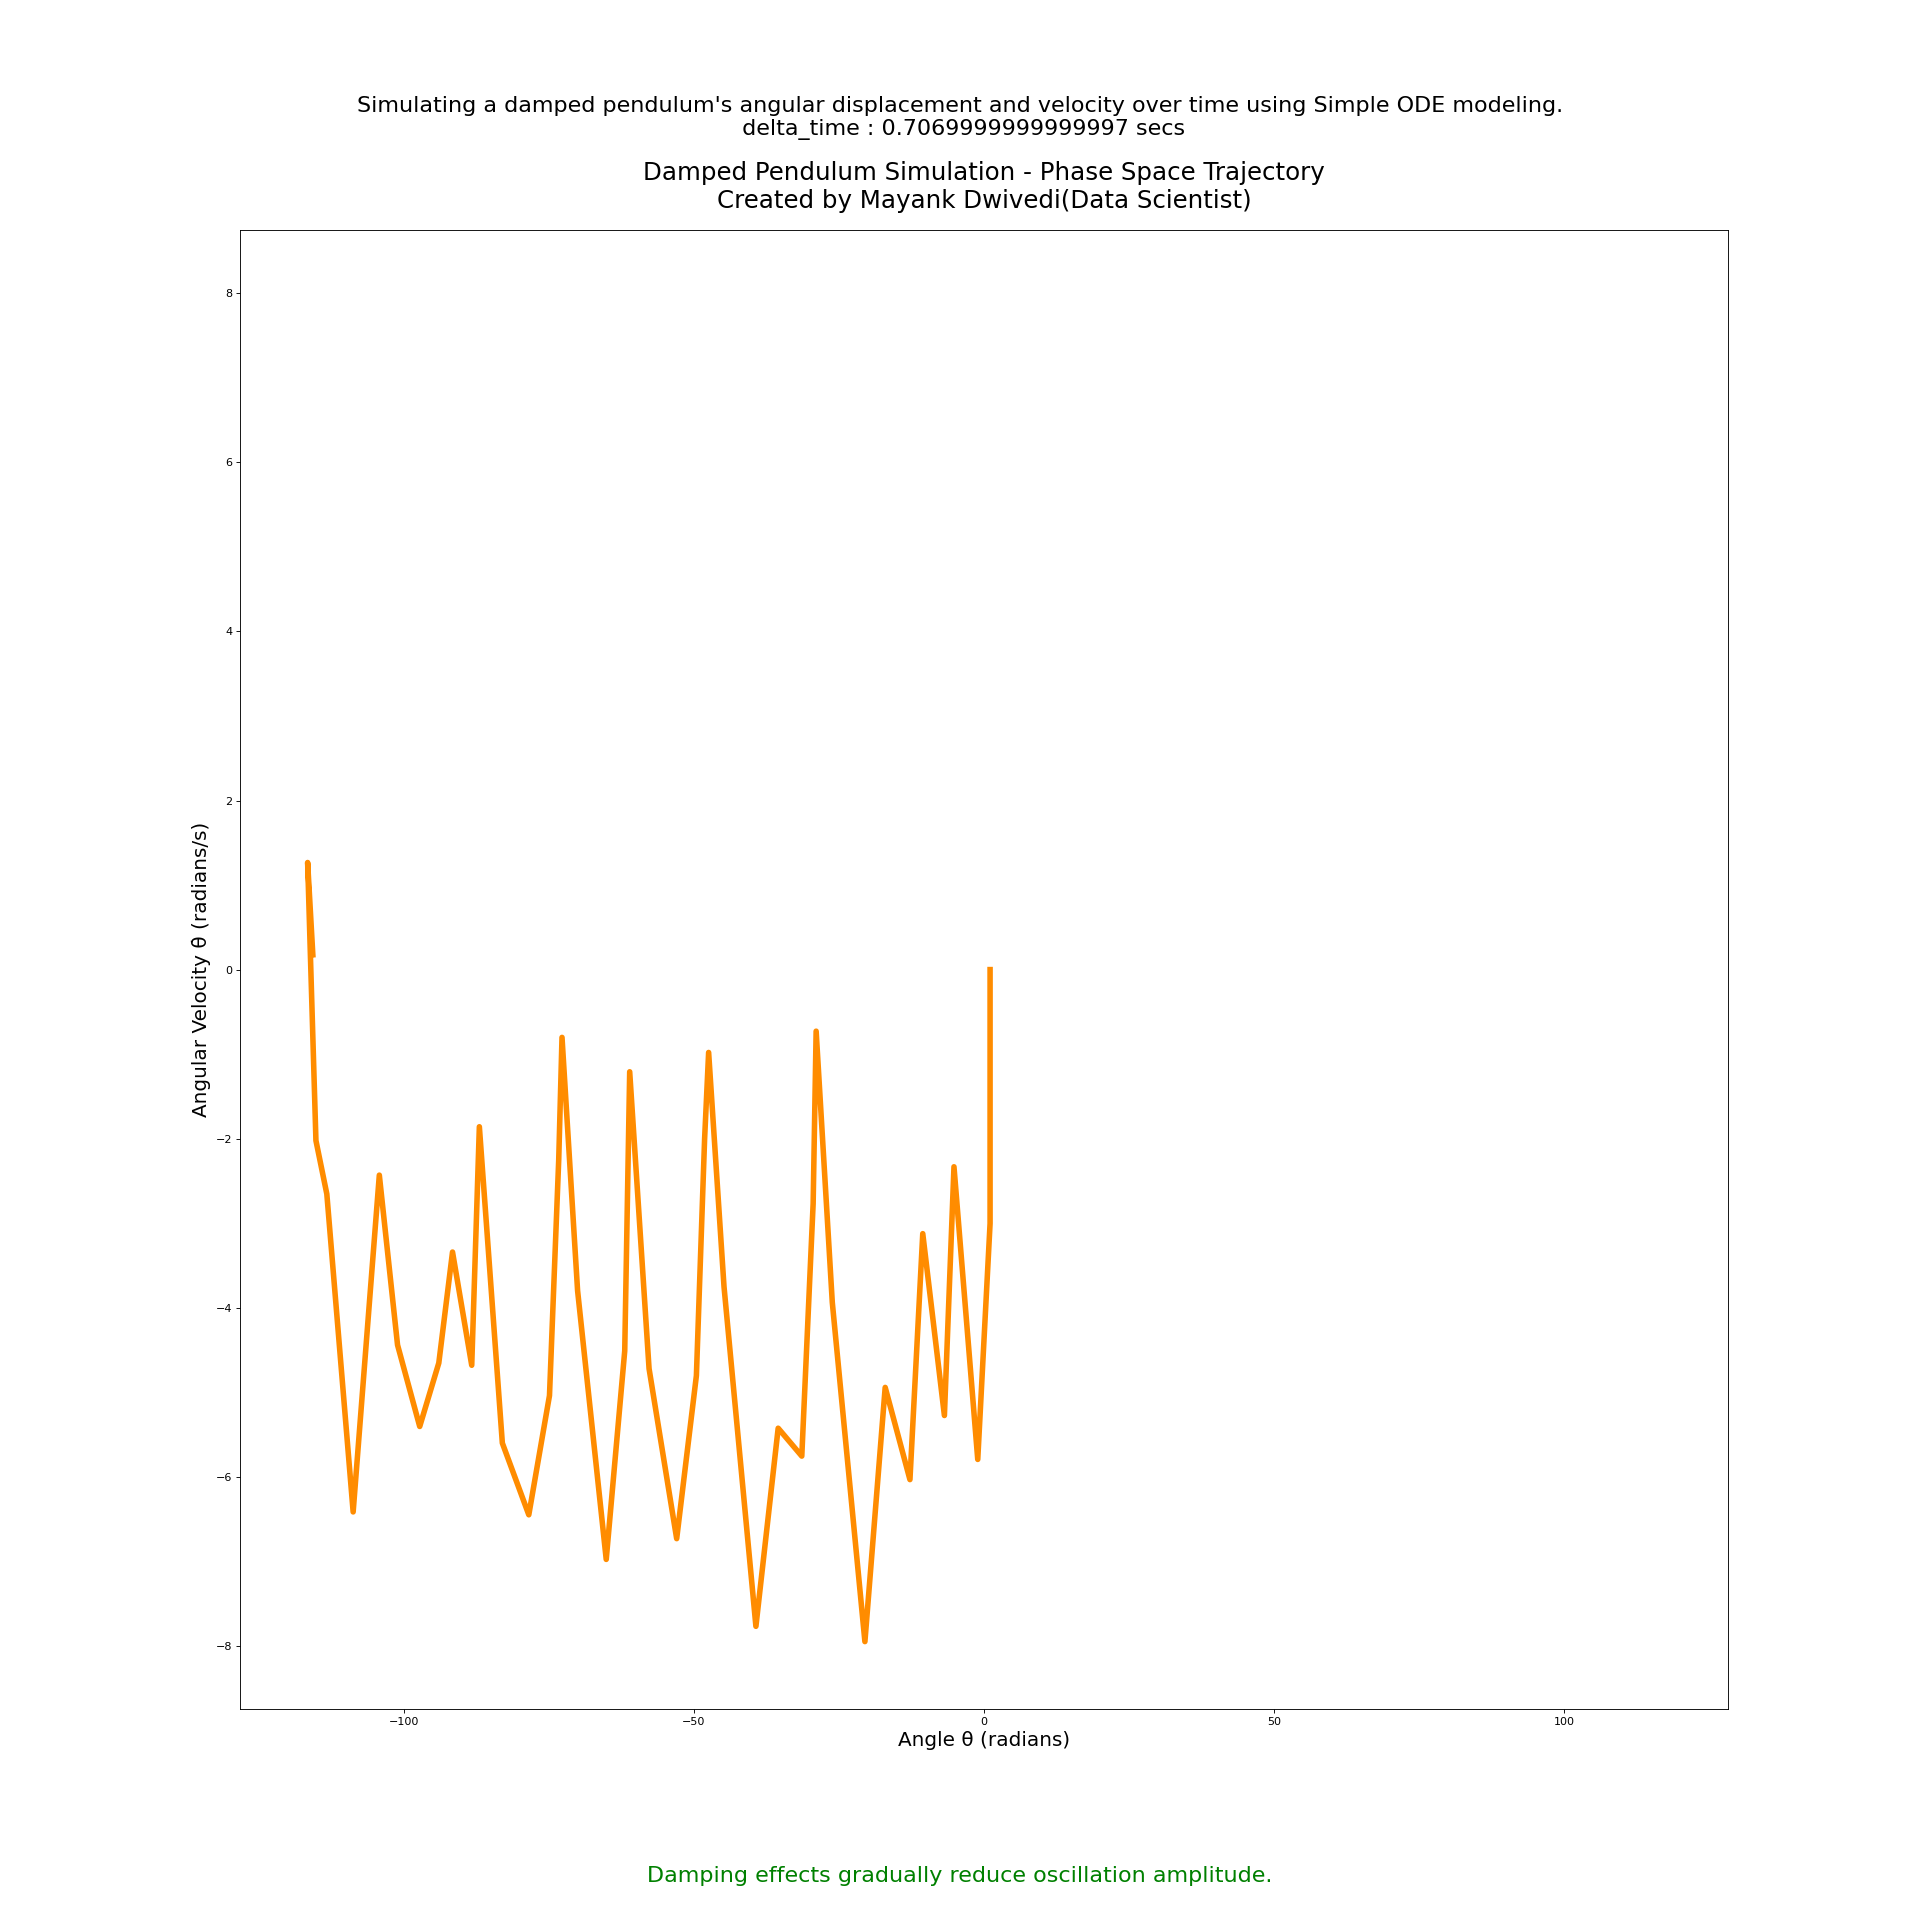 Simulating a damped pendulum's angular displacement and velocity over time using Simple ODE modeling.
delta_time : 0.7069999999999997 secs
Damped Pendulum Simulation - Phase Space Trajectory
Created by Mayank Dwivedi(Data Scientist)
8
6
4
2
0
−2
−4
−6
−8
Angular Velocity θ (radians/s)
−100
−50
0
50
100
Angle θ (radians)
Damping effects gradually reduce oscillation amplitude.